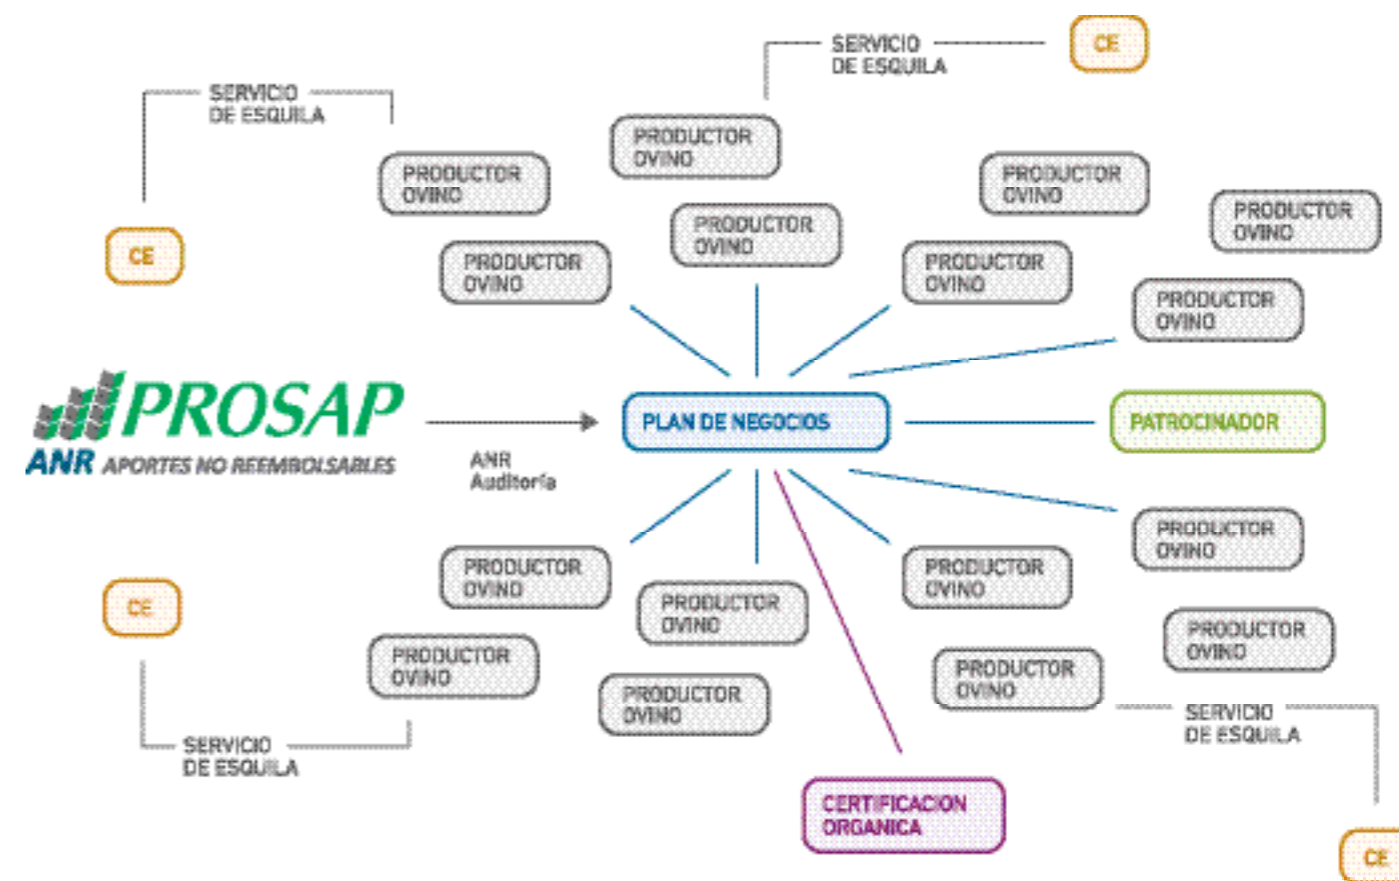 SERVICIO
DE ESQUILA
CE
SERVICIO
DE ESQUILA
PRODUCTOR
OVINO
PRODUCTOR
OVINO
PRODUCTOR
OVINO
PRODUCTOR
OVINO
PRODUCTOR
OVINO
CE
PRODUCTOR
OVINO
PRODUCTOR
OVINO
PRODUCTOR
OVINO
PROSAP
ANR APORTES NO REEMBOLSABLES
ANR
Auditoría
PLAN DE NEGOCIOS
PATROCINADOR
PRODUCTOR
OVINO
PRODUCTOR
OVINO
PRODUCTOR
OVINO
CE
PRODUCTOR
OVINO
PRODUCTOR
OVINO
PRODUCTOR
OVINO
PRODUCTOR
OVINO
PRODUCTOR
OVINO
SERVICIO
DE ESQUILA
SERVICIO
DE ESQUILA
CERTIFICACION
ORGANICA
CE